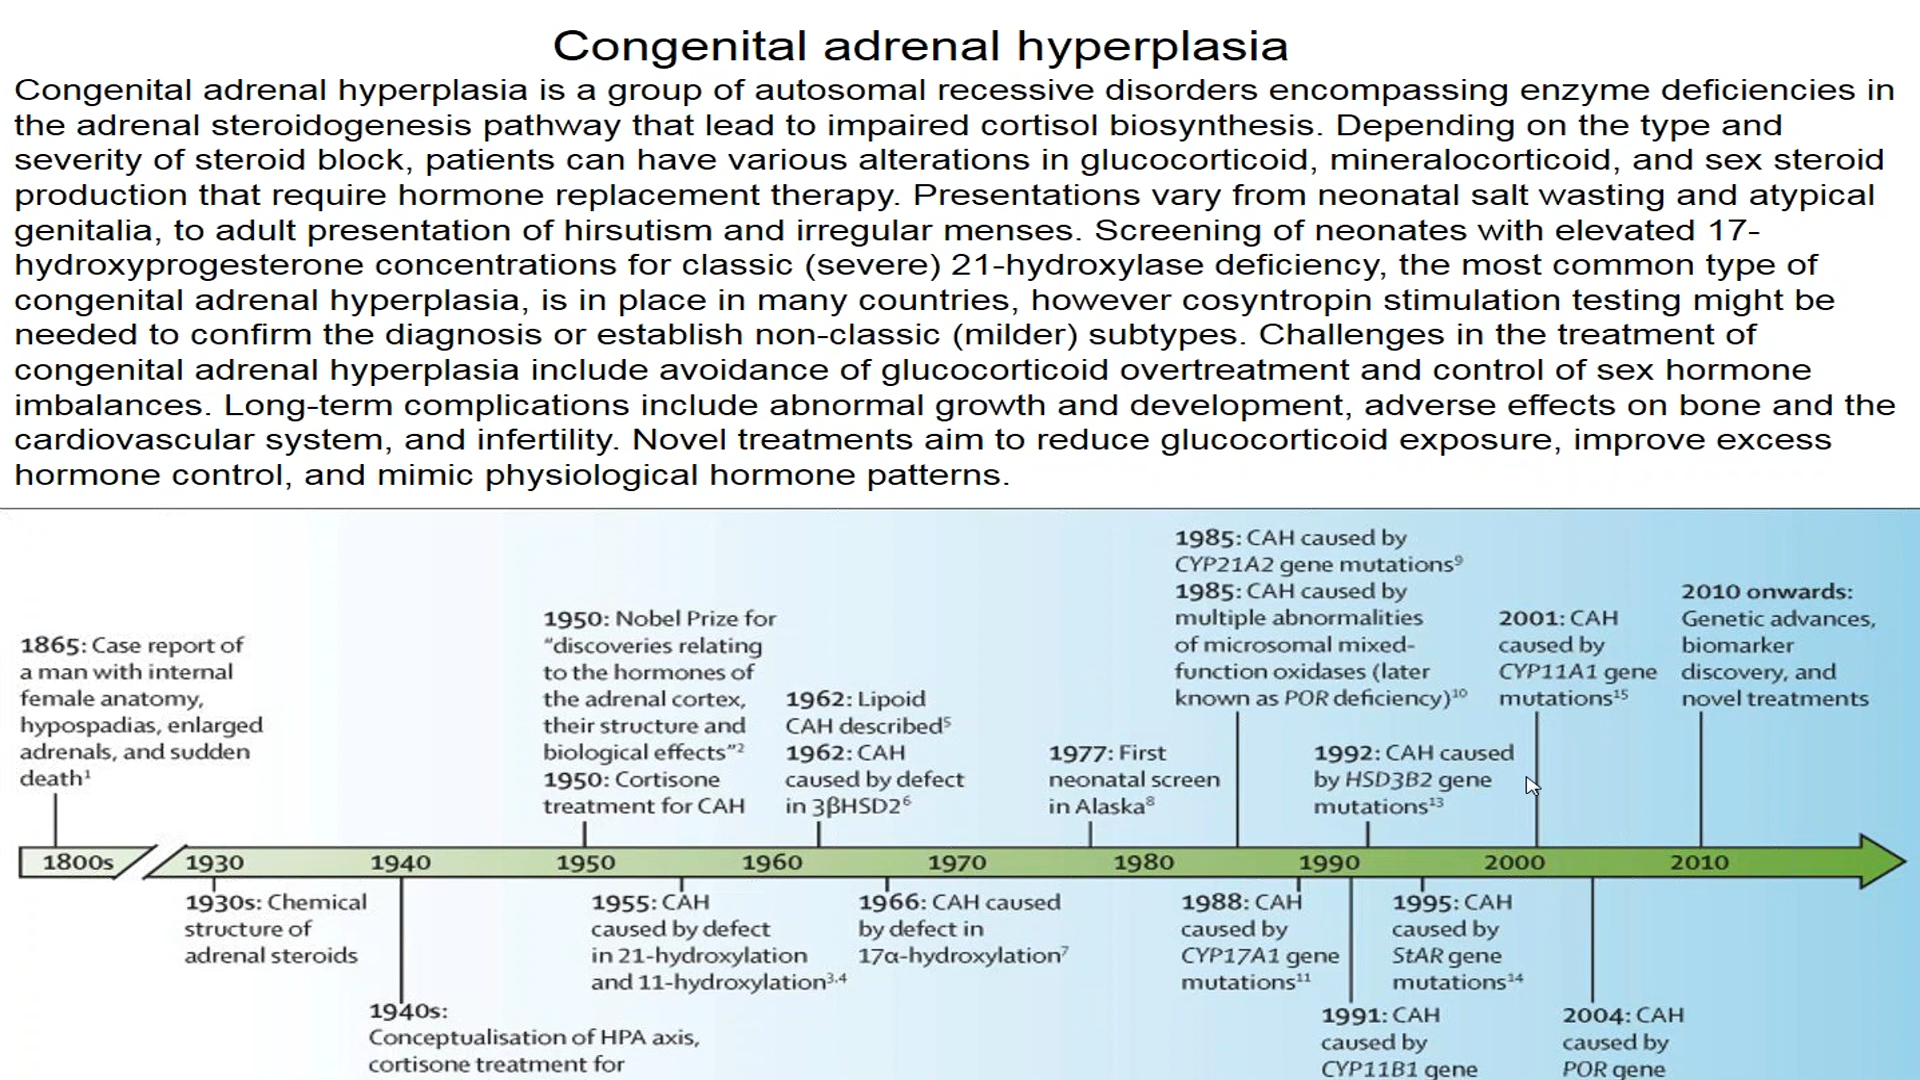 Congenital adrenal hyperplasia
Congenital adrenal hyperplasia is a group of autosomal recessive disorders encompassing enzyme deficiencies in
the adrenal steroidogenesis pathway that lead to impaired cortisol biosynthesis. Depending on the type and
severity of steroid block, patients can have various alterations in glucocorticoid, mineralocorticoid, and sex steroid
production that require hormone replacement therapy. Presentations vary from neonatal salt wasting and atypical
genitalia, to adult presentation of hirsutism and irregular menses. Screening of neonates with elevated 17-
hydroxyprogesterone concentrations for classic (severe) 21-hydroxylase deficiency, the most common type of
congenital adrenal hyperplasia, is in place in many countries, however cosyntropin stimulation testing might be
needed to confirm the diagnosis or establish non-classic (milder) subtypes. Challenges in the treatment of
congenital adrenal hyperplasia include avoidance of glucocorticoid overtreatment and control of sex hormone
imbalances. Long-term complications include abnormal growth and development, adverse effects on bone and the
cardiovascular system, and infertility. Novel treatments aim to reduce glucocorticoid exposure, improve excess
hormone control, and mimic physiological hormone patterns.
1865: Case report of
a man with internal
female anatomy,
hypospadias, enlarged
adrenals, and sudden
death¹
1950: Nobel Prize for
"discoveries relating
to the hormones of
the adrenal cortex,
their structure and
biological effects"²
1950: Cortisone
treatment for CAH
1962: Lipoid
CAH described⁵
1962: CAH
caused by defect
in 3βHSD2⁶
1977: First
neonatal screen
in Alaska⁸
1985: CAH caused by
CYP21A2 gene mutations⁹
1985: CAH caused by
multiple abnormalities
of microsomal mixed-
function oxidases (later
known as POR deficiency)¹⁰
1992: CAH caused
by HSD3B2 gene
mutations¹³
2001: CAH
caused by
CYP11A1 gene
mutations¹⁵
2010 onwards:
Genetic advances,
biomarker
discovery, and
novel treatments
1800s 1930 1940 1950 1960 1970 1980 1990 2000 2010
1930s: Chemical
structure of
adrenal steroids
1940s:
Conceptualisation of HPA axis,
cortisone treatment for
1955: CAH
caused by defect
in 21-hydroxylation
and 11-hydroxylation³,⁴
1966: CAH caused
by defect in
17α-hydroxylation⁷
1988: CAH
caused by
CYP17A1 gene
mutations¹¹
1991: CAH
caused by
CYP11B1 gene
1995: CAH
caused by
StAR gene
mutations¹⁴
2004: CAH
caused by
POR gene